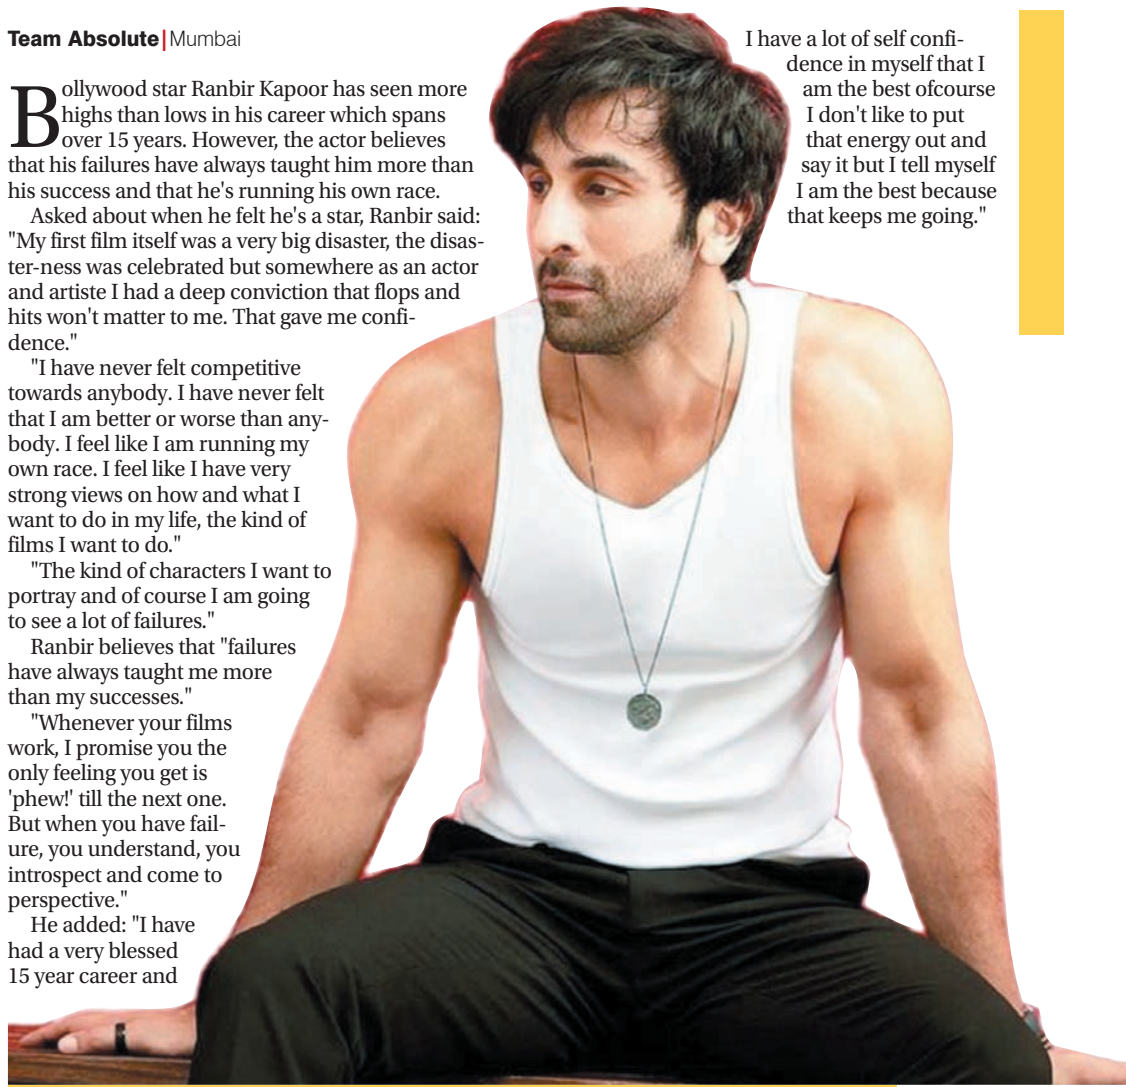 Team Absolute|Mumbai
Bollywood star Ranbir Kapoor has seen more
highs than lows in his career which spans
over 15 years. However, the actor believes
that his failures have always taught him more than
his success and that he's running his own race.
Asked about when he felt he's a star, Ranbir said:
"My first film itself was a very big disaster, the disas-
ter-ness was celebrated but somewhere as an actor
and artiste I had a deep conviction that flops and
hits won't matter to me. That gave me confi-
dence."
"I have never felt competitive
towards anybody. I have never felt
that I am better or worse than any-
body. I feel like I am running my
own race. I feel like I have very
strong views on how and what I
want to do in my life, the kind of
films I want to do."
"The kind of characters I want to
portray and of course I am going
to see a lot of failures."
Ranbir believes that "failures
have always taught me more
than my successes."
"Whenever your films
work, I promise you the
only feeling you get is
'phew!' till the next one.
But when you have fail-
ure, you understand, you
introspect and come to
perspective."
He added: "I have
had a very blessed
15 year career and
I have a lot of self confi-
dence in myself that I
am the best ofcourse
I don't like to put
that energy out and
say it but I tell myself
I am the best because
that keeps me going."